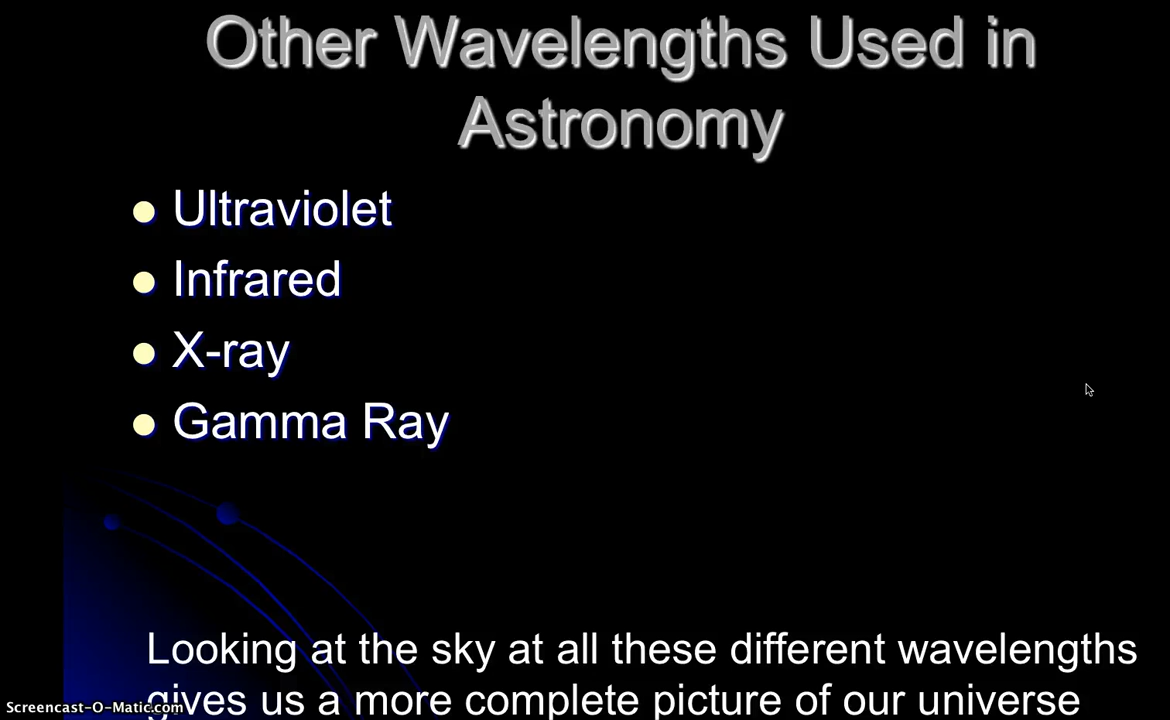 Other Wavelengths Used in
Astronomy
Ultraviolet
Infrared
X-ray
Gamma Ray
Looking at the sky at all these different wavelengths
gives us a more complete picture of our universe
Screencast-O-Matic.com